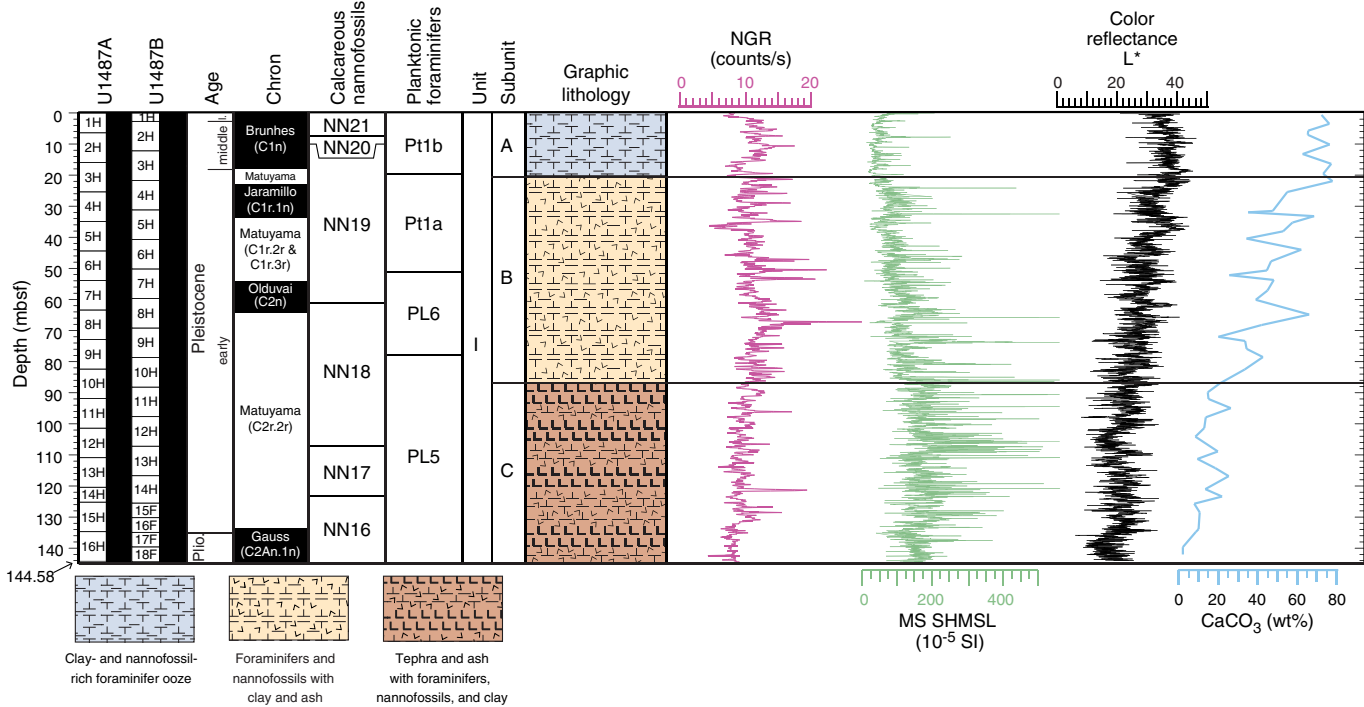 U1487A
U1487B
Age
Chron
Calcareous
nannofossils
Planktonic
foraminifers
Unit
Subunit
Graphic
lithology
NGR
(counts/s)
0 10 20
Color
reflectance
L*
0 20 40
Depth (mbsf)
0
10
20
30
40
50
60
70
80
90
100
110
120
130
140
144.58
1H
2H
3H
4H
5H
6H
7H
8H
9H
10H
11H
12H
13H
14H
15H
16H
1H
2H
3H
4H
5H
6H
7H
8H
9H
10H
11H
12H
13H
14H
15F
16F
17F
18F
Pleistocene
l.
middle
early
Plio.
Brunhes
(C1n)
Matuyama
Jaramillo
(C1r.1n)
Matuyama
(C1r.2r &
C1r.3r)
Olduvai
(C2n)
Matuyama
(C2r.2r)
Gauss
(C2An.1n)
NN21
NN20
NN19
NN18
NN17
NN16
Pt1b
Pt1a
PL6
PL5
I
A
B
C
0 200 400
MS SHMSL
(10-5 SI)
0 20 40 60 80
CaCO3 (wt%)
Clay- and nannofossil-
rich foraminifer ooze
Foraminifers and
nannofossils with
clay and ash
Tephra and ash
with foraminifers,
nannofossils, and clay